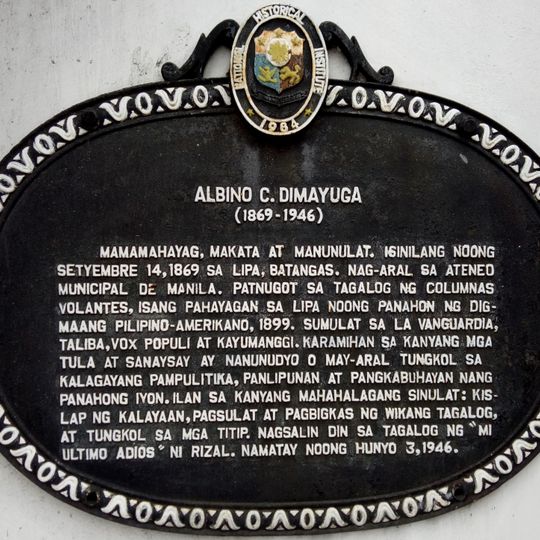 NATIONAL HISTORICAL INSTITUTE
1984
ALBINO C. DIMAYUGA
(1869-1946)
MAMAMAHAYAG, MAKATA AT MANUNULAT. ISINILANG NOONG
SETYEMBRE 14, 1869 SA LIPA, BATANGAS. NAG-ARAL SA ATENEO
MUNICIPAL DE MANILA. PATNUGOT SA TAGALOG NG COLUMNAS
VOLANTES, ISANG PAHAYAGAN SA LIPA NOONG PANAHON NG DIG-
MAANG PILIPINO-AMERIKANO, 1899. SUMULAT SA LA VANGUARDIA,
TALIBA, VOX POPULI AT KAYUMANGGI. KARAMIHAN SA KANYANG MGA
TULA AT SANAYSAY AY NANUNUDYO O MAY-ARAL TUNGKOL SA
KALAGAYANG PAMPULITIKA, PANLIPUNAN AT PANGKABUHAYAN NANG
PANAHONG IYON. ILAN SA KANYANG MAHAHALAGANG SINULAT: KIS-
LAP NG KALAYAAN, PAGSULAT AT PAGBIGKAS NG WIKANG TAGALOG,
AT TUNGKOL SA MGA TITIP. NAGSALIN DIN SA TAGALOG NG "MI
ULTIMO ADIOS" NI RIZAL. NAMATAY NOONG HUNYO 3, 1946.